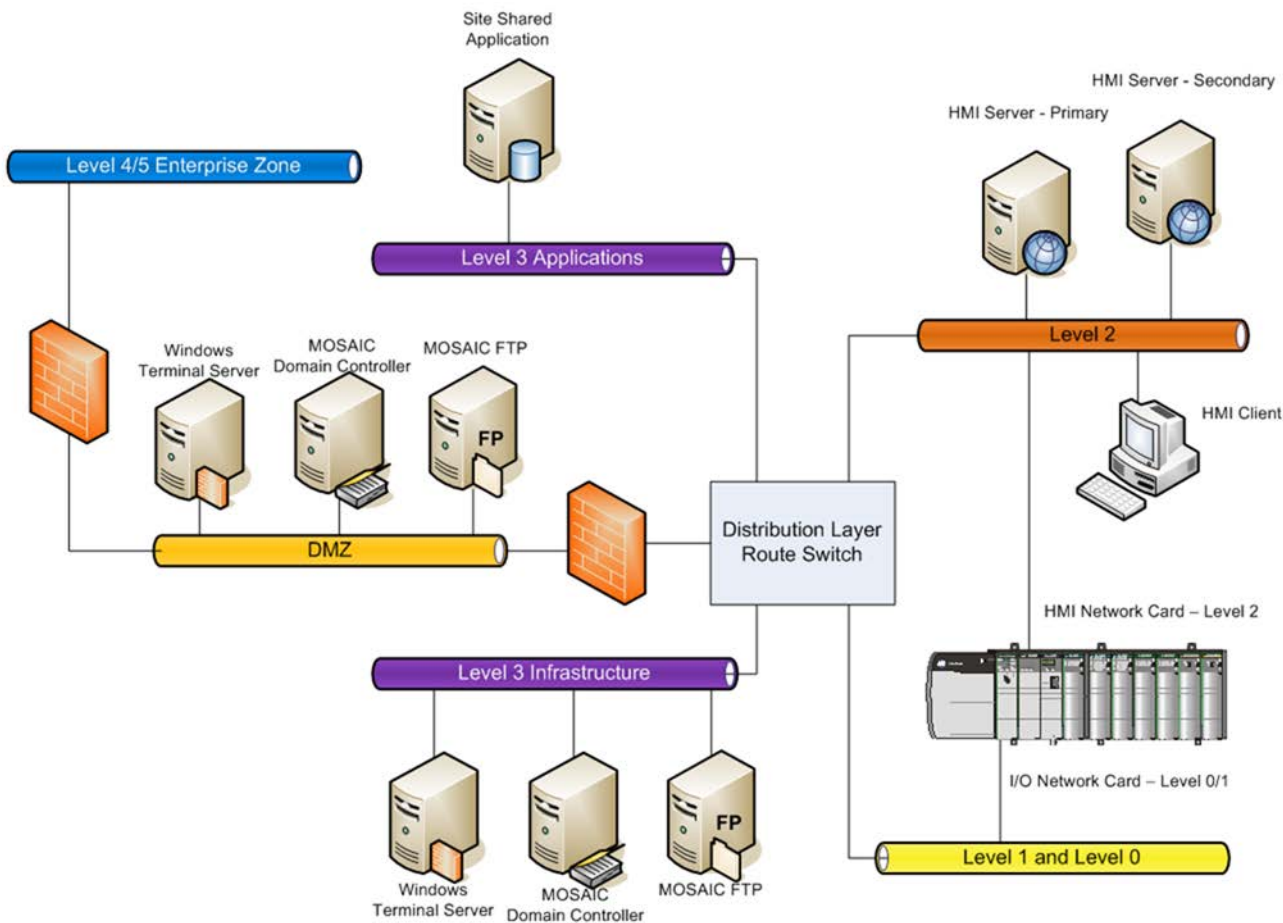 Site Shared
Application
HMI Server - Secondary
HMI Server - Primary
Level 4/5 Enterprise Zone
Level 3 Applications
Level 2
Windows
Terminal Server
MOSAIC
Domain Controller
MOSAIC FTP
FP
HMI Client
DMZ
Distribution Layer
Route Switch
HMI Network Card – Level 2
Level 3 Infrastructure
I/O Network Card – Level 0/1
FP
Level 1 and Level 0
Windows
Terminal Server
MOSAIC
Domain Controller
MOSAIC FTP